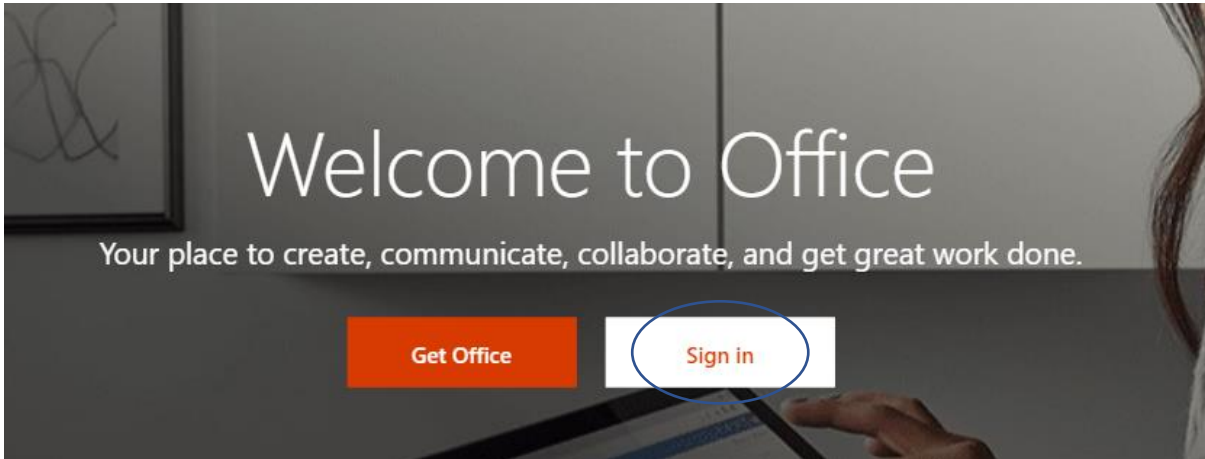 Welcome to Office
Your place to create, communicate, collaborate, and get great work done.
Get Office
Sign in